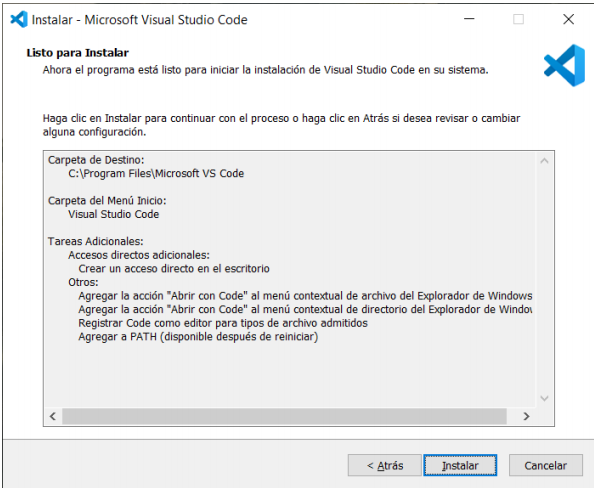 Instalar - Microsoft Visual Studio Code
Listo para Instalar
Ahora el programa está listo para iniciar la instalación de Visual Studio Code en su sistema.
Haga clic en Instalar para continuar con el proceso o haga clic en Atrás si desea revisar o cambiar
alguna configuración.
Carpeta de Destino:
C:\Program Files\Microsoft VS Code
Carpeta del Menú Inicio:
Visual Studio Code
Tareas Adicionales:
Accesos directos adicionales:
Crear un acceso directo en el escritorio
Otros:
Agregar la acción "Abrir con Code" al menú contextual de archivo del Explorador de Windows
Agregar la acción "Abrir con Code" al menú contextual de directorio del Explorador de
Registrar Code como editor para tipos de archivo admitidos
Agregar a PATH (disponible después de reiniciar)
< Atrás
Instalar
Cancelar